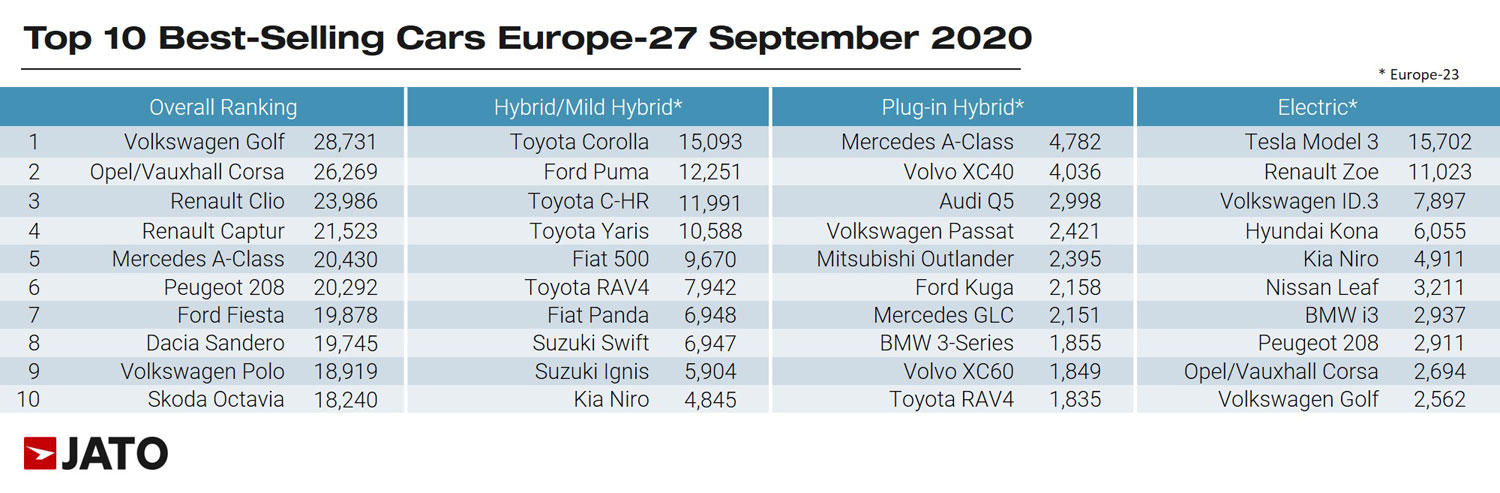 Top 10 Best-Selling Cars Europe-27 September 2020
* Europe-23
Overall Ranking Hybrid/Mild Hybrid* Plug-in Hybrid* Electric*
1 Volkswagen Golf 28,731 Toyota Corolla 15,093 Mercedes A-Class 4,782 Tesla Model 3 15,702
2 Opel/Vauxhall Corsa 26,269 Ford Puma 12,251 Volvo XC40 4,036 Renault Zoe 11,023
3 Renault Clio 23,986 Toyota C-HR 11,991 Audi Q5 2,998 Volkswagen ID.3 7,897
4 Renault Captur 21,523 Toyota Yaris 10,588 Volkswagen Passat 2,421 Hyundai Kona 6,055
5 Mercedes A-Class 20,430 Fiat 500 9,670 Mitsubishi Outlander 2,395 Kia Niro 4,911
6 Peugeot 208 20,292 Toyota RAV4 7,942 Ford Kuga 2,158 Nissan Leaf 3,211
7 Ford Fiesta 19,878 Fiat Panda 6,948 Mercedes GLC 2,151 BMW i3 2,937
8 Dacia Sandero 19,745 Suzuki Swift 6,947 BMW 3-Series 1,855 Peugeot 208 2,911
9 Volkswagen Polo 18,919 Suzuki Ignis 5,904 Volvo XC60 1,849 Opel/Vauxhall Corsa 2,694
10 Skoda Octavia 18,240 Kia Niro 4,845 Toyota RAV4 1,835 Volkswagen Golf 2,562
JATO